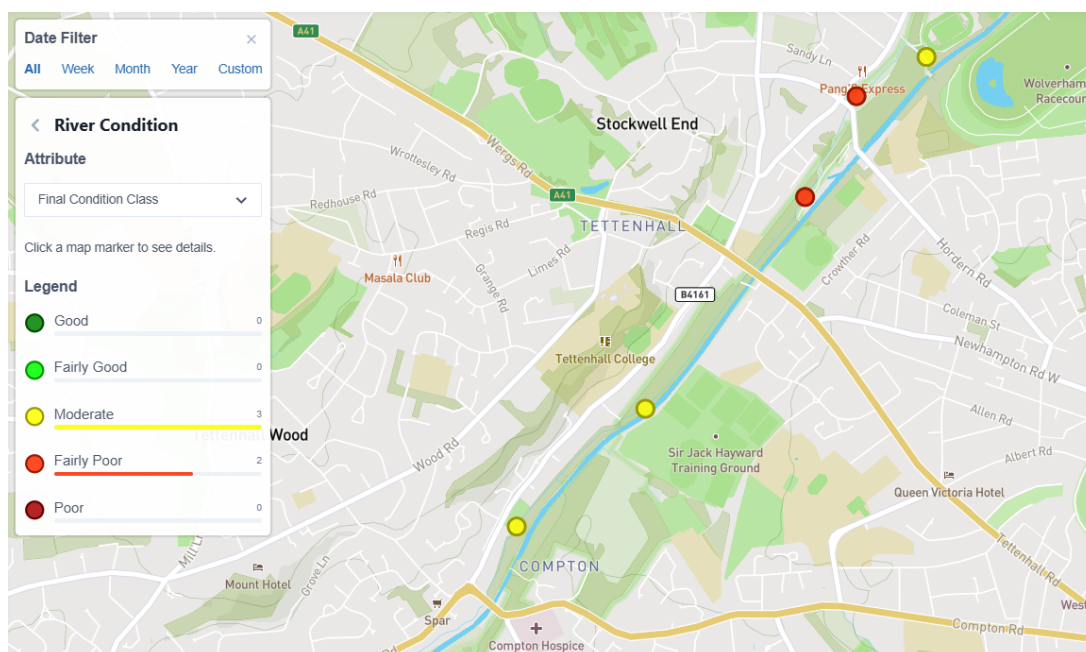 Date Filter
×
All Week Month Year Custom
River Condition
Attribute
Final Condition Class
Click a map marker to see details.
Legend
Good 0
Fairly Good 0
Moderate 3
Fairly Poor 2
Poor 0
A41
Sandy Ln
Pang's Express
Wolverham
Racecour
Stockwell End
Wergs Rd
Wrottesley Rd
A41
Redhouse Rd
TETTENHALL
Regis Rd
Limes Rd
Crowther Rd
Hordern Rd
Masala Club
Grange Rd
B4161
Coleman St
Tettenhall College
Newhampton Rd W
Allen Rd
Tettenhall Wood
Wood Rd
Sir Jack Hayward
Training Ground
Albert Rd
Queen Victoria Hotel
Mill Ln
Mount Hotel
Grove Ln
COMPTON
Tettenhall Rd
Spar
West
Compton Hospice
Compton Rd